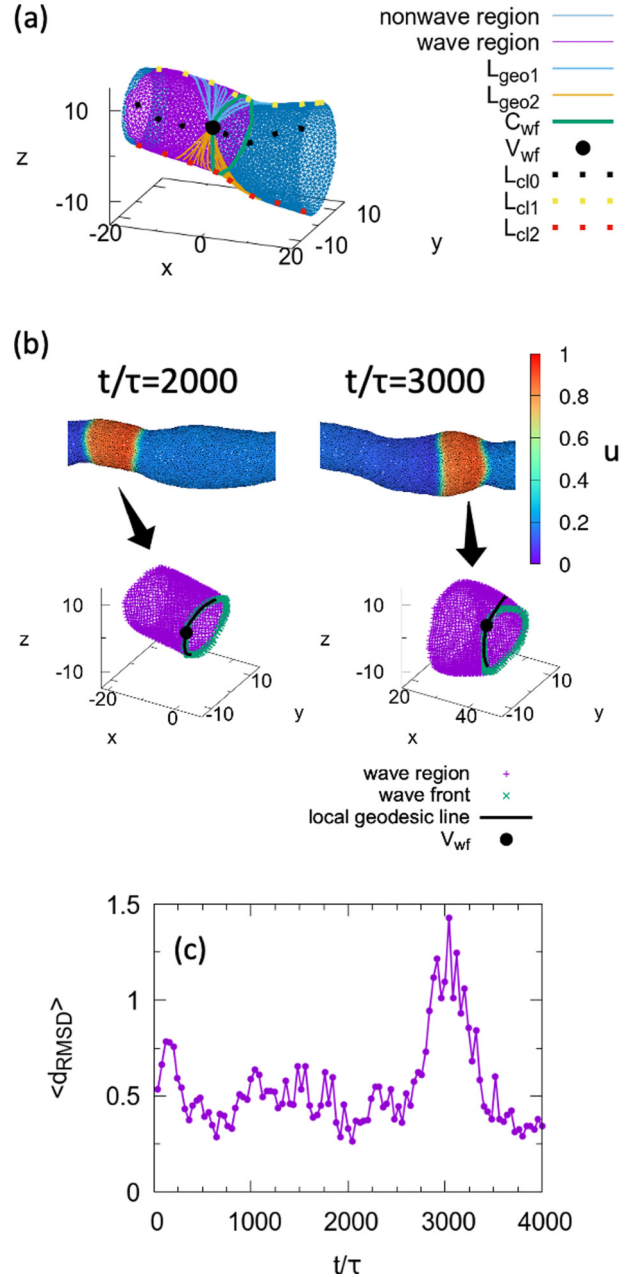 (a)
nonwave region
wave region
L_geo1
L_geo2
C_wf
V_wf
L_cl0
L_cl1
L_cl2
10
z
-10
-20
0
20
x
10
-10
y
(b)
t/τ=2000
t/τ=3000
1
0.8
0.6
0.4
0.2
0
u
10
z
-10
-20
0
x
10
-10
y
10
z
-10
20
40
x
10
-10
y
wave region
wave front
local geodesic line
V_wf
(c)
1.5
1
0.5
0
<d_RMSD>
0 1000 2000 3000 4000
t/τ